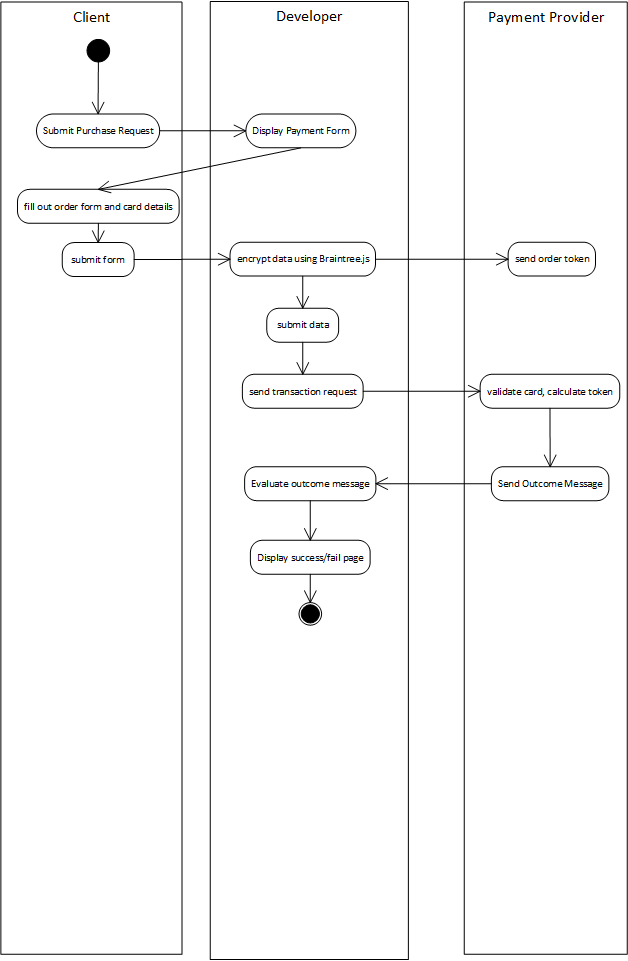 Client
Developer
Payment Provider
Submit Purchase Request
Display Payment Form
fill out order form and card details
submit form
encrypt data using Braintree.js
send order token
submit data
send transaction request
validate card, calculate token
Evaluate outcome message
Send Outcome Message
Display success/fail page